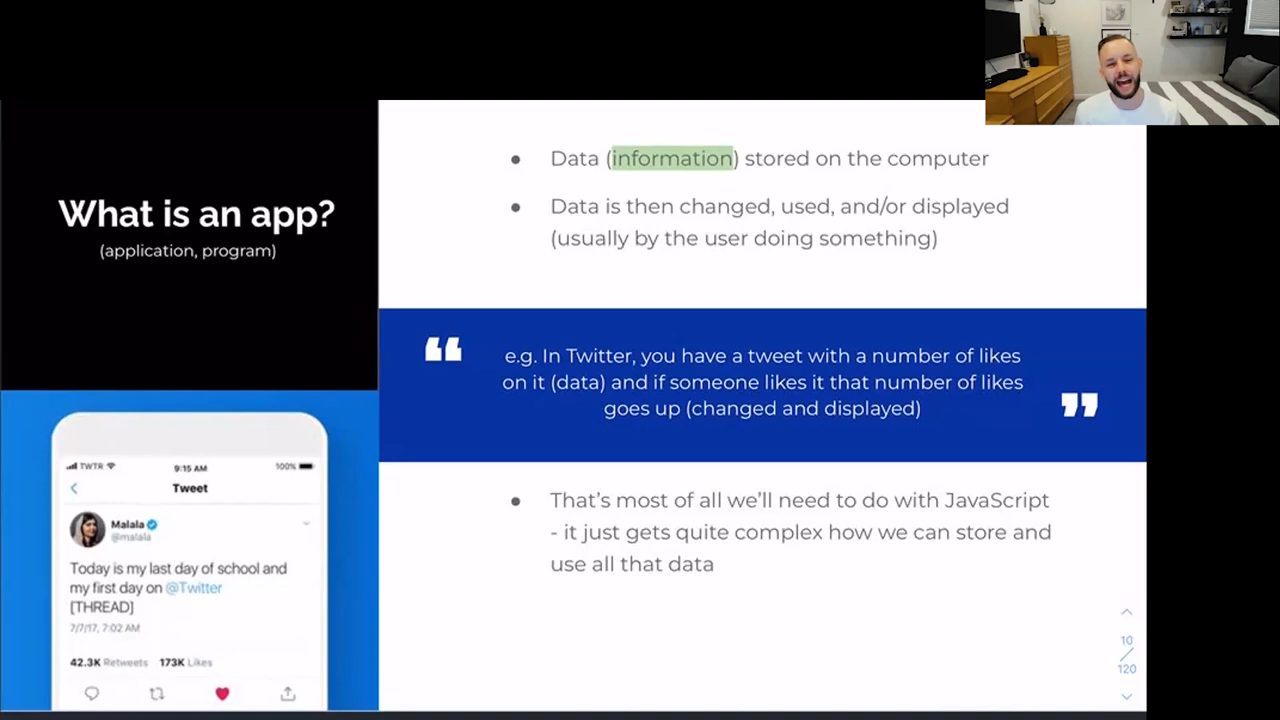 What is an app?
(application, program)
Data (information) stored on the computer
Data is then changed, used, and/or displayed
(usually by the user doing something)
“
e.g. In Twitter, you have a tweet with a number of likes
on it (data) and if someone likes it that number of likes
goes up (changed and displayed)
”
That’s most of all we’ll need to do with JavaScript
- it just gets quite complex how we can store and
use all that data
TWTR 9:15 AM 100%
Tweet
Malala
@malala
Today is my last day of school and
my first day on @Twitter
[THREAD]
7/7/17, 7:02 AM
42.3K Retweets 173K Likes
10
/
120